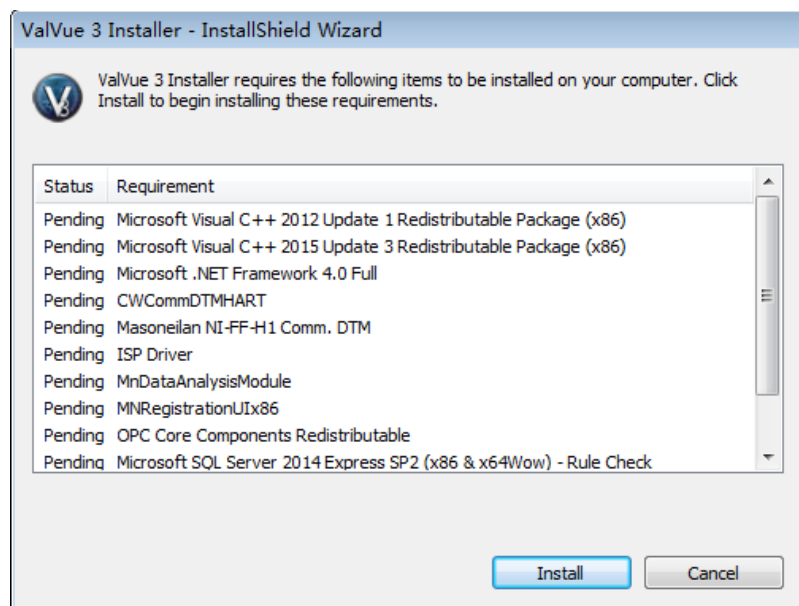 ValVue 3 Installer - InstallShield Wizard
ValVue 3 Installer requires the following items to be installed on your computer. Click
Install to begin installing these requirements.
Status Requirement
Pending Microsoft Visual C++ 2012 Update 1 Redistributable Package (x86)
Pending Microsoft Visual C++ 2015 Update 3 Redistributable Package (x86)
Pending Microsoft .NET Framework 4.0 Full
Pending CWCommDTMHART
Pending Masoneilan NI-FF-H1 Comm. DTM
Pending ISP Driver
Pending MnDataAnalysisModule
Pending MNRegistrationUIx86
Pending OPC Core Components Redistributable
Pending Microsoft SQL Server 2014 Express SP2 (x86 & x64Wow) - Rule Check
Install Cancel